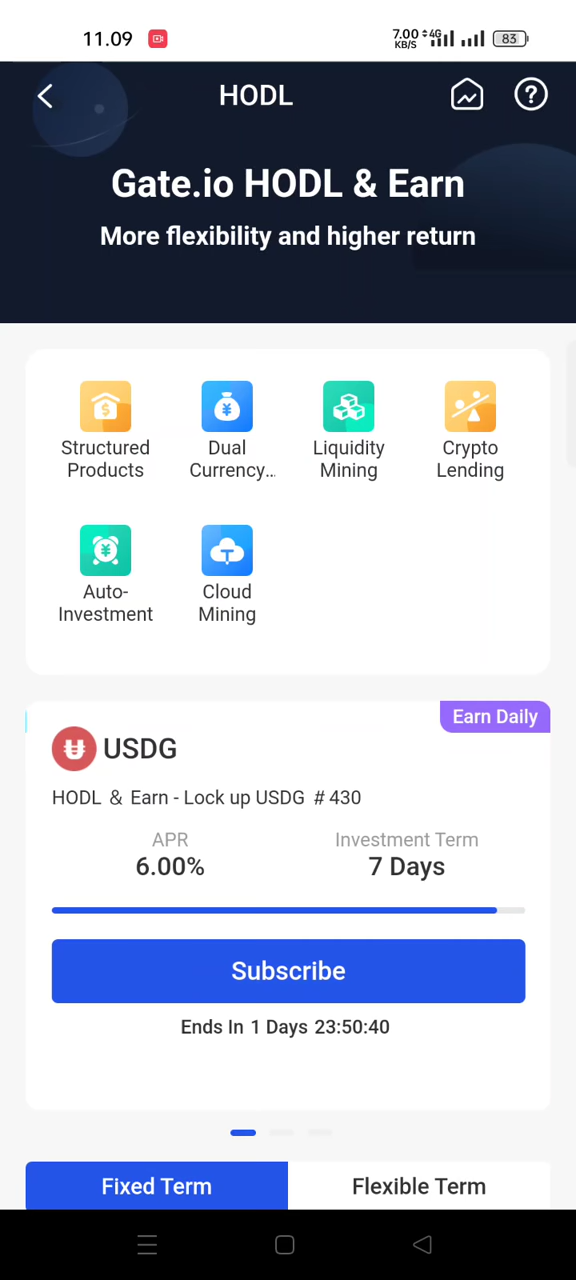 11.09
7.00
KB/S
4G
83
HODL
Gate.io HODL & Earn
More flexibility and higher return
Structured
Products
Dual
Currency...
Liquidity
Mining
Crypto
Lending
Auto-
Investment
Cloud
Mining
Earn Daily
USDG
HODL & Earn - Lock up USDG # 430
APR
Investment Term
6.00%
7 Days
Subscribe
Ends In 1 Days 23:50:40
Fixed Term
Flexible Term